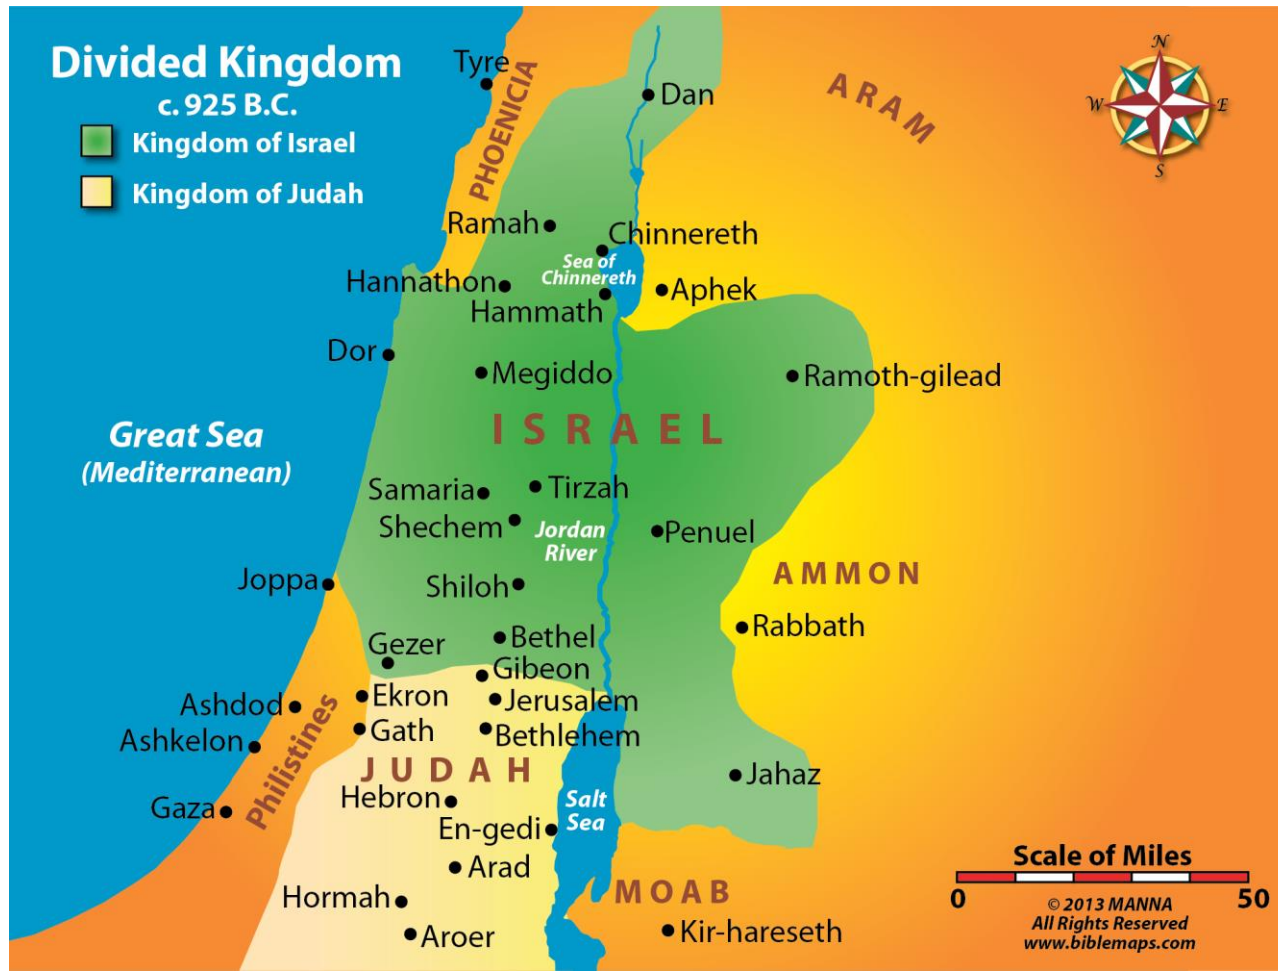 Divided Kingdom
c. 925 B.C.
Kingdom of Israel
Kingdom of Judah
N
W
E
S
Tyre
PHOENICIA
Dan
ARAM
Ramah
Chinnereth
Sea of
Chinnereth
Hannathon
Hammath
Aphek
Dor
Megiddo
Ramoth-gilead
ISRAEL
Great Sea
(Mediterranean)
Samaria
Tirzah
Shechem
Jordan
River
Penuel
Joppa
Shiloh
AMMON
Bethel
Rabbath
Gezer
Gibeon
Ekron
Jerusalem
Ashdod
Gath
Bethlehem
Ashkelon
Philistines
JUDAH
Jahaz
Gaza
Hebron
Salt
Sea
En-gedi
Arad
Hormah
MOAB
Aroer
Kir-hareseth
Scale of Miles
0
50
© 2013 MANNA
All Rights Reserved
www.biblemaps.com